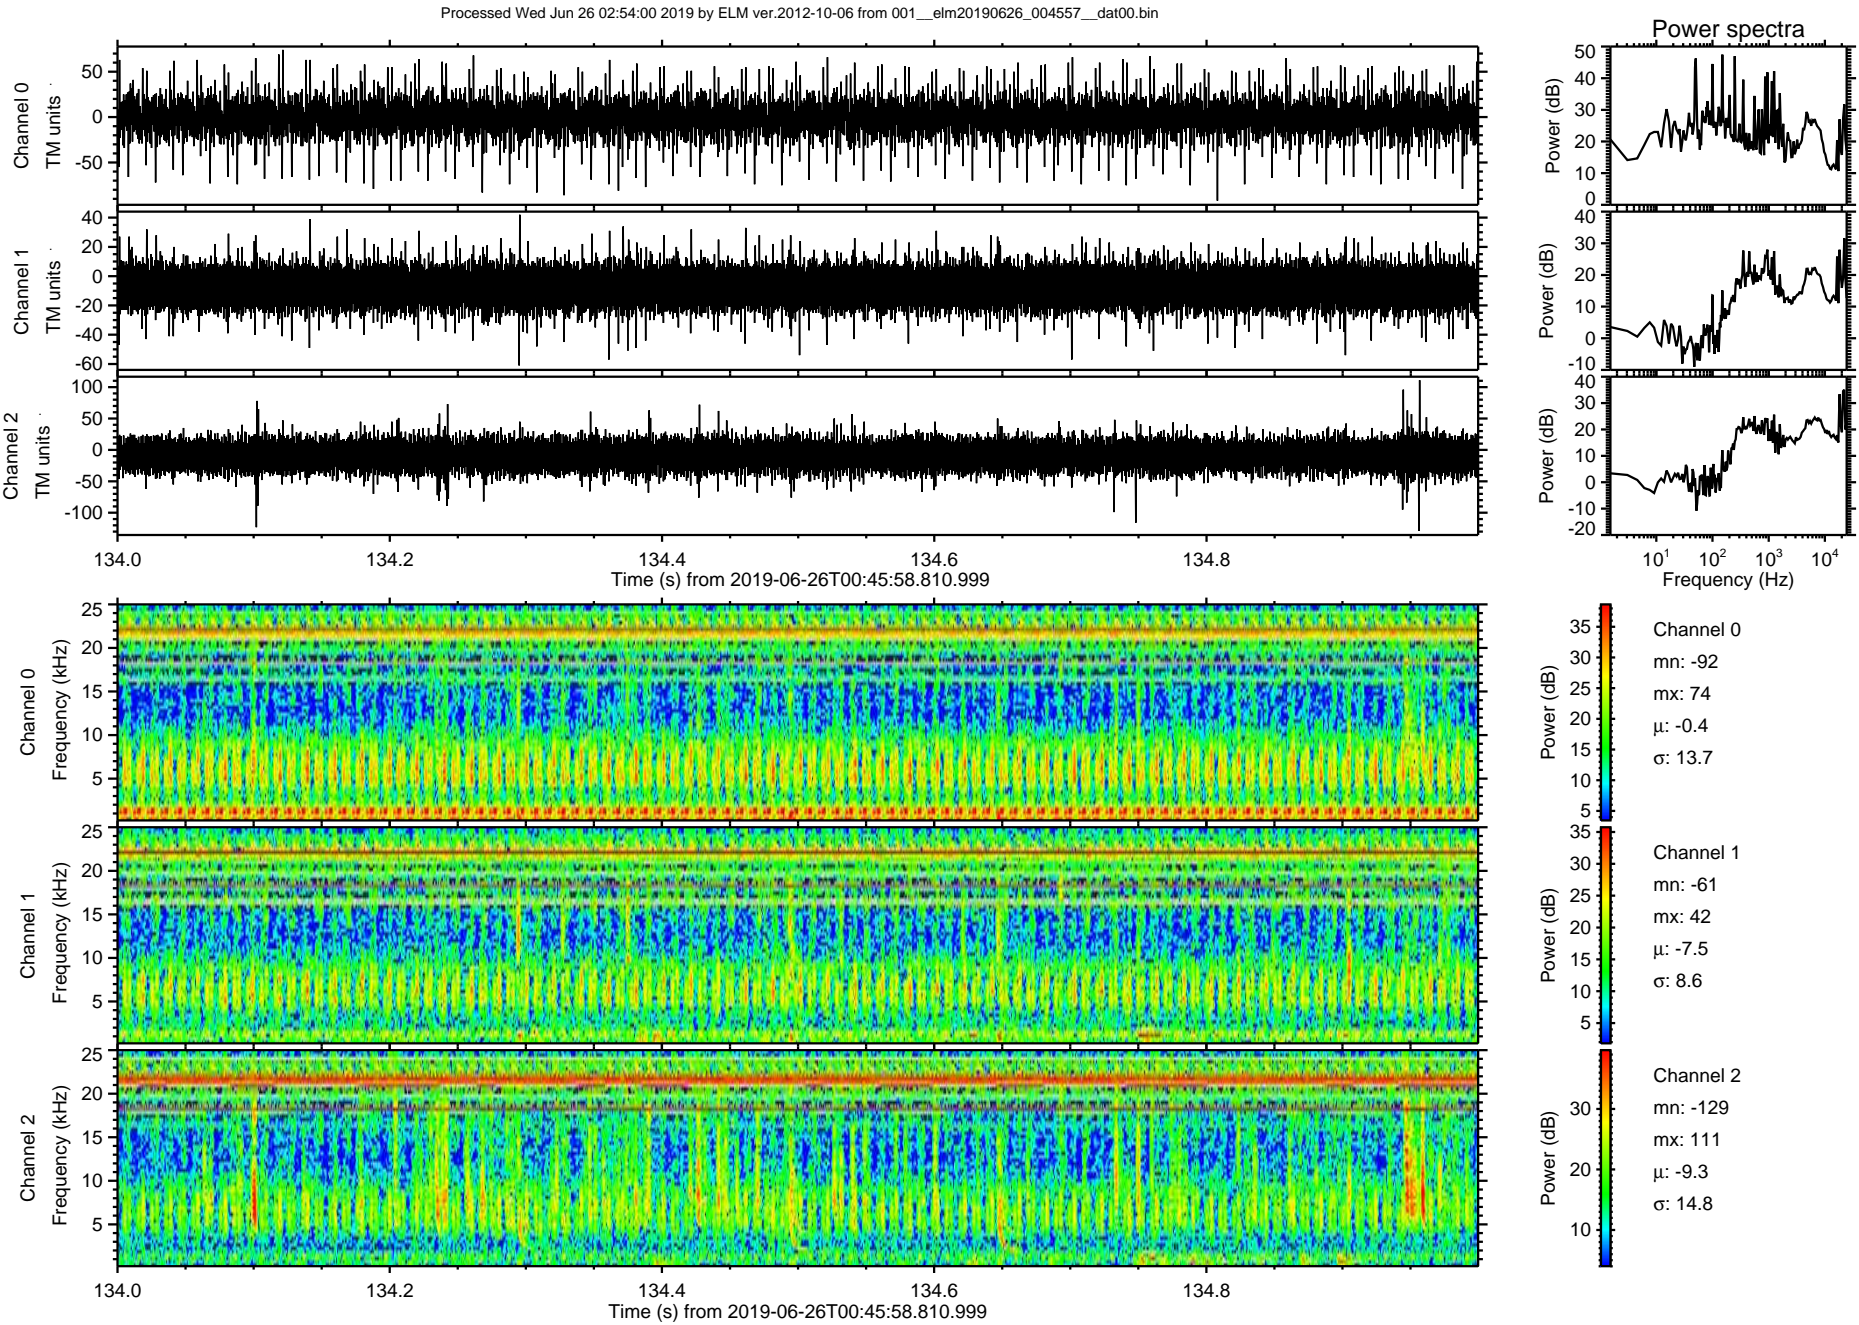 Processed Wed Jun 26 02:54:00 2019 by ELM ver.2012-10-06 from 001__elm20190626_004557__dat00.bin
Power spectra
Channel 0
TM units
50
0
-50
Power (dB)
50
40
30
20
10
0
Channel 1
TM units
40
20
0
-20
-40
-60
Power (dB)
40
30
20
10
0
-10
Channel 2
TM units
100
50
0
-50
-100
Power (dB)
40
30
20
10
0
-10
-20
134.0 134.2 134.4 134.6 134.8
Time (s) from 2019-06-26T00:45:58.810.999
10¹ 10² 10³ 10⁴
Frequency (Hz)
Channel 0
Frequency (kHz)
25
20
15
10
5
Power (dB)
35
30
25
20
15
10
5
Channel 0
mn: -92
mx: 74
μ: -0.4
σ: 13.7
Channel 1
Frequency (kHz)
25
20
15
10
5
Power (dB)
35
30
25
20
15
10
5
Channel 1
mn: -61
mx: 42
μ: -7.5
σ: 8.6
Channel 2
Frequency (kHz)
25
20
15
10
5
Power (dB)
30
20
10
Channel 2
mn: -129
mx: 111
μ: -9.3
σ: 14.8
134.0 134.2 134.4 134.6 134.8
Time (s) from 2019-06-26T00:45:58.810.999